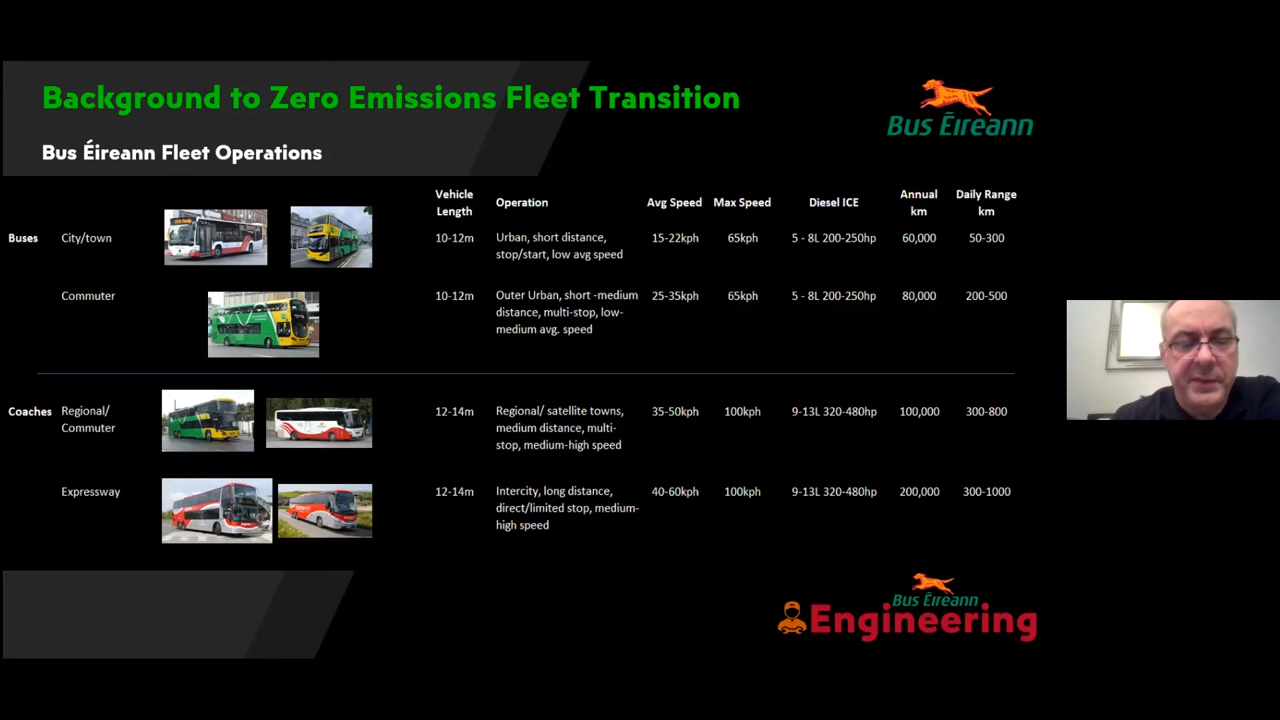 Background to Zero Emissions Fleet Transition
Bus Éireann
Bus Éireann Fleet Operations
Vehicle Length
Operation
Avg Speed
Max Speed
Diesel ICE
Annual km
Daily Range km
Buses
City/town
10-12m
Urban, short distance,
stop/start, low avg speed
15-22kph
65kph
5 - 8L 200-250hp
60,000
50-300
Commuter
10-12m
Outer Urban, short -medium
distance, multi-stop, low-
medium avg. speed
25-35kph
65kph
5 - 8L 200-250hp
80,000
200-500
Coaches
Regional/
Commuter
12-14m
Regional/ satellite towns,
medium distance, multi-
stop, medium-high speed
35-50kph
100kph
9-13L 320-480hp
100,000
300-800
Expressway
12-14m
Intercity, long distance,
direct/limited stop, medium-
high speed
40-60kph
100kph
9-13L 320-480hp
200,000
300-1000
Bus Éireann
Engineering